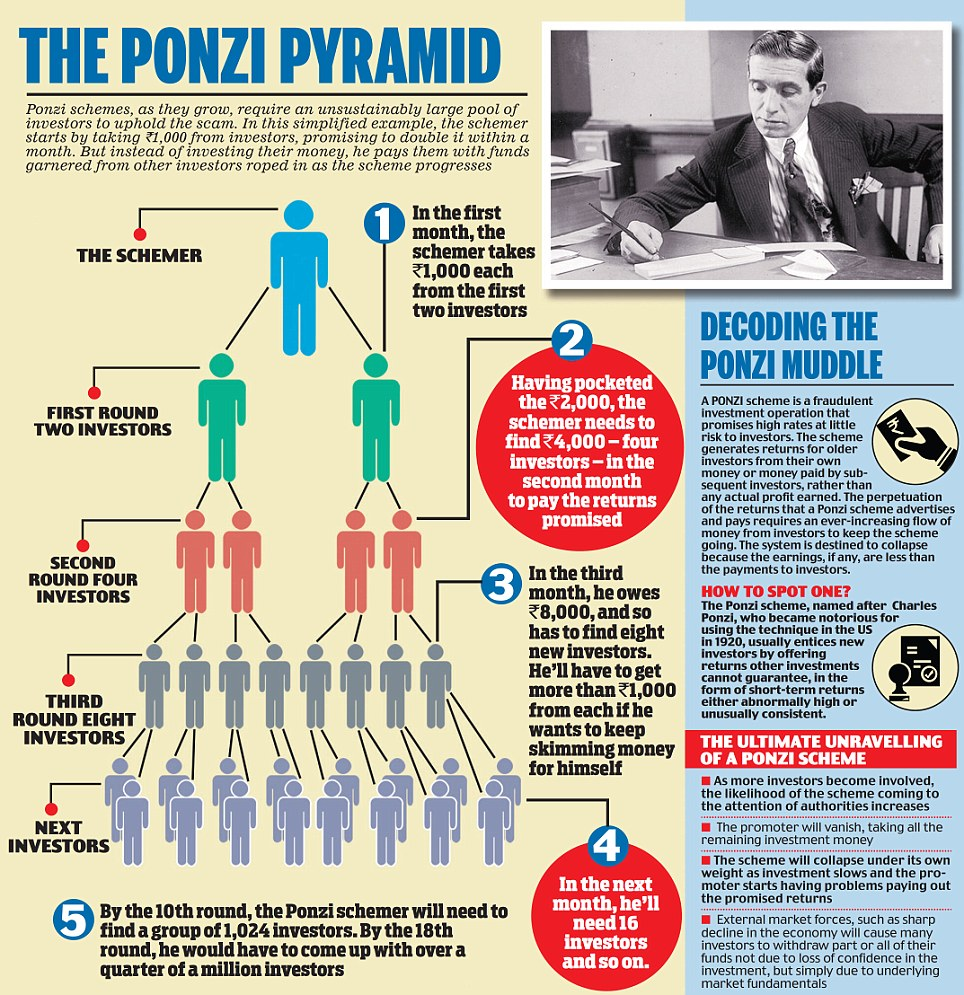 THE PONZI PYRAMID
Ponzi schemes, as they grow, require an unsustainably large pool of
investors to uphold the scam. In this simplified example, the schemer
starts by taking ₹1,000 from investors, promising to double it within a
month. But instead of investing their money, he pays them with funds
garnered from other investors roped in as the scheme progresses
THE SCHEMER
1
In the first
month, the
schemer takes
₹1,000 each
from the first
two investors
FIRST ROUND
TWO INVESTORS
2
Having pocketed
the ₹2,000, the
schemer needs to
find ₹4,000 – four
investors – in the
second month
to pay the returns
promised
SECOND
ROUND FOUR
INVESTORS
3
In the third
month, he owes
₹8,000, and so
has to find eight
new investors.
He'll have to get
more than ₹1,000
from each if he
wants to keep
skimming money
for himself
THIRD
ROUND EIGHT
INVESTORS
NEXT
INVESTORS
4
In the next
month, he'll
need 16
investors
and so on.
5
By the 10th round, the Ponzi schemer will need to
find a group of 1,024 investors. By the 18th
round, he would have to come up with over a
quarter of a million investors
DECODING THE
PONZI MUDDLE
A PONZI scheme is a fraudulent
investment operation that
promises high rates at little
risk to investors. The scheme
generates returns for older
investors from their own
money or money paid by sub-
sequent investors, rather than
any actual profit earned. The perpetuation
of the returns that a Ponzi scheme advertises
and pays requires an ever-increasing flow of
money from investors to keep the scheme
going. The system is destined to collapse
because the earnings, if any, are less than
the payments to investors.
₹
HOW TO SPOT ONE?
The Ponzi scheme, named after Charles
Ponzi, who became notorious for
using the technique in the US
in 1920, usually entices new
investors by offering
returns other investments
cannot guarantee, in the
form of short-term returns
either abnormally high or
unusually consistent.
THE ULTIMATE UNRAVELLING
OF A PONZI SCHEME
■ As more investors become involved,
the likelihood of the scheme coming to
the attention of authorities increases
■ The promoter will vanish, taking all the
remaining investment money
■ The scheme will collapse under its own
weight as investment slows and the pro-
moter starts having problems paying out
the promised returns
■ External market forces, such as sharp
decline in the economy will cause many
investors to withdraw part or all of their
funds not due to loss of confidence in the
investment, but simply due to underlying
market fundamentals